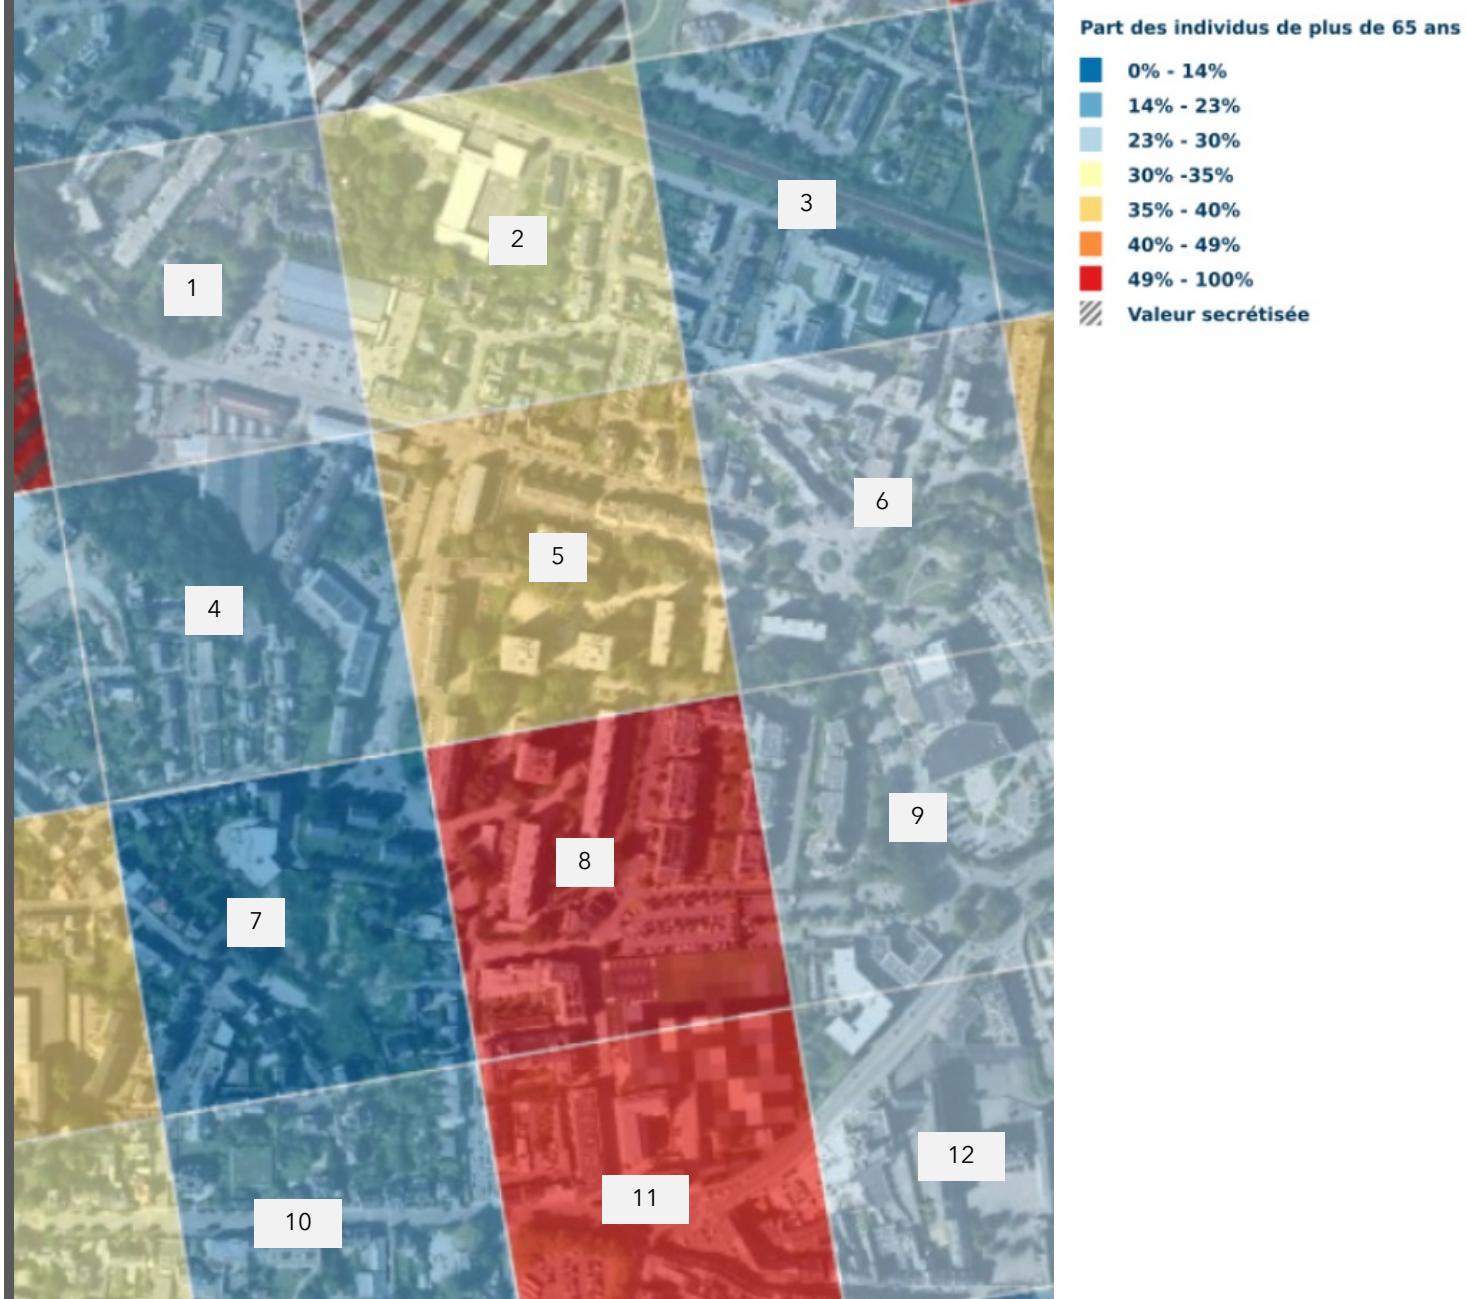 Part des individus de plus de 65 ans
0% - 14%
14% - 23%
23% - 30%
30% -35%
35% - 40%
40% - 49%
49% - 100%
Valeur secrétisée
1
2
3
4
5
6
7
8
9
10
11
12